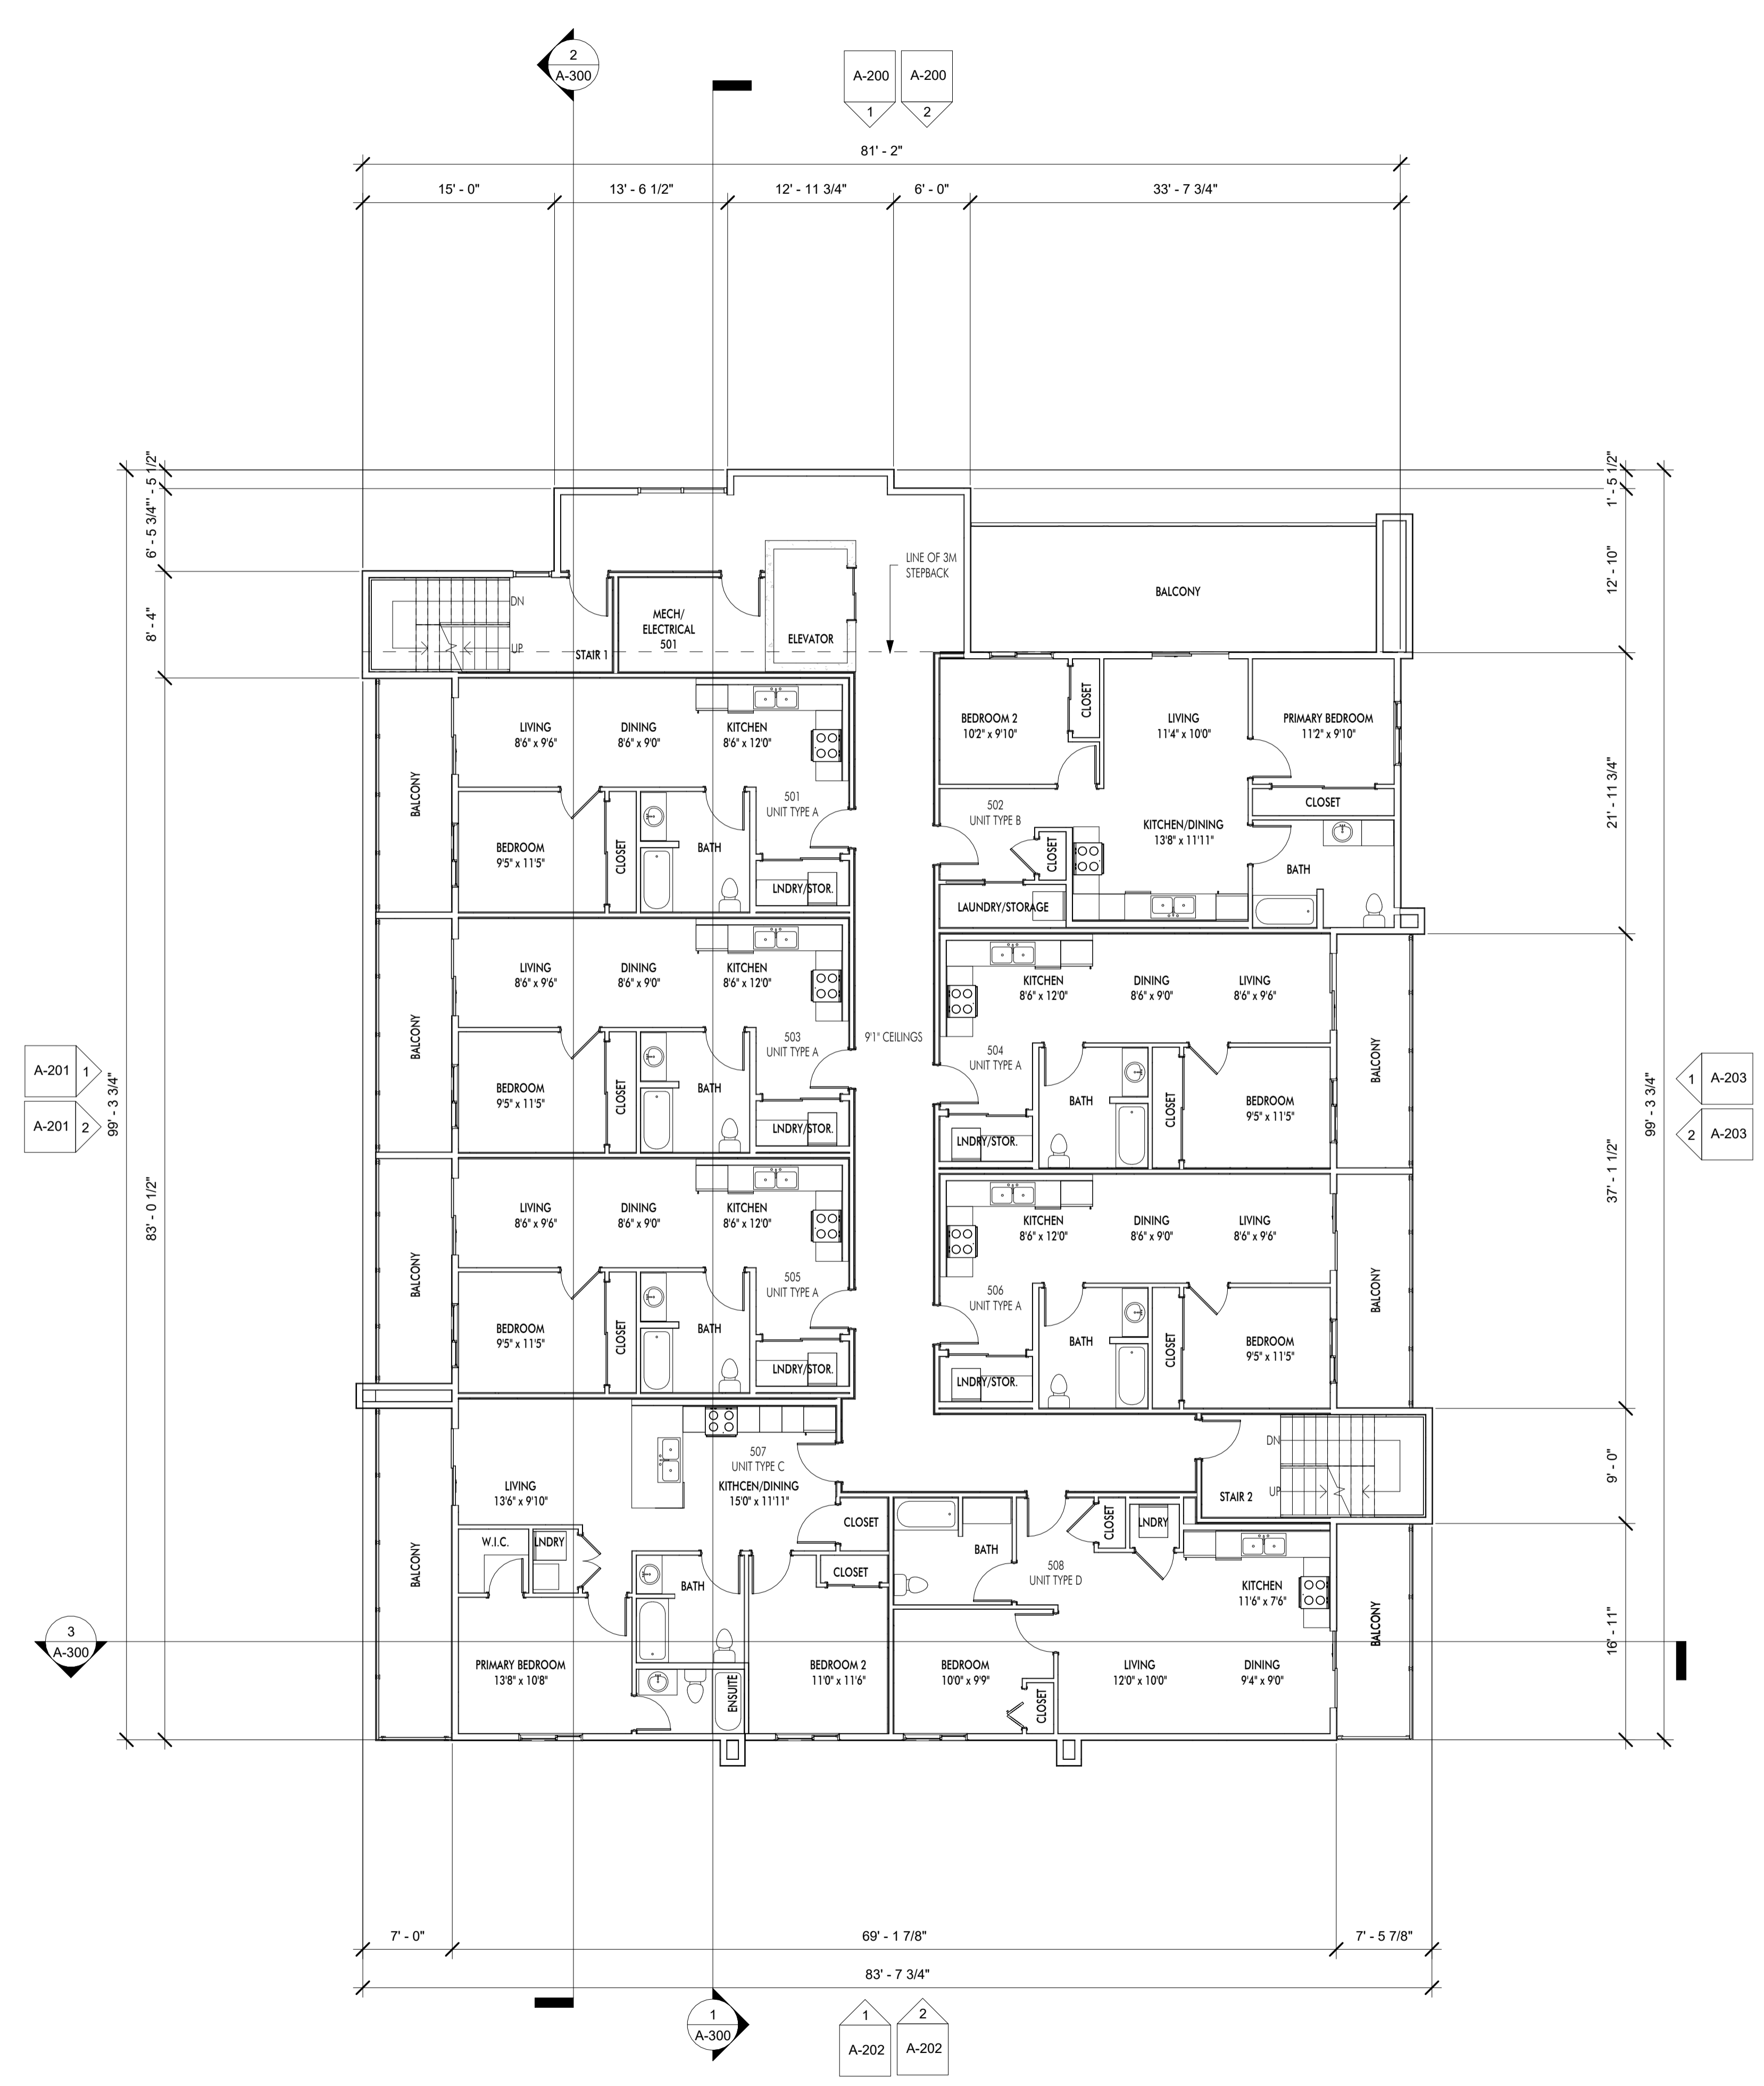 2
A-300
A-200
1
A-200
2
81' - 2"
15' - 0"
13' - 6 1/2"
12' - 11 3/4"
6' - 0"
33' - 7 3/4"
1' - 5 1/2"
6' - 5 3/4"
8' - 4"
83' - 0 1/2"
99' - 3 3/4"
1' - 5 1/2"
12' - 10"
21' - 11 3/4"
37' - 1 1/2"
9' - 0"
16' - 11"
99' - 3 3/4"
A-201
1
A-201
2
1
A-203
2
A-203
LINE OF 3M
STEPBACK
BALCONY
DN
UP
STAIR 1
MECH/
ELECTRICAL
501
ELEVATOR
BALCONY
LIVING
8'6" x 9'6"
DINING
8'6" x 9'0"
KITCHEN
8'6" x 12'0"
501
UNIT TYPE A
BEDROOM
9'5" x 11'5"
CLOSET
BATH
LNDRY/STOR.
BEDROOM 2
10'2" x 9'10"
CLOSET
LIVING
11'4" x 10'0"
PRIMARY BEDROOM
11'2" x 9'10"
CLOSET
502
UNIT TYPE B
CLOSET
KITCHEN/DINING
13'8" x 11'11"
BATH
LAUNDRY/STORAGE
BALCONY
LIVING
8'6" x 9'6"
DINING
8'6" x 9'0"
KITCHEN
8'6" x 12'0"
503
UNIT TYPE A
BEDROOM
9'5" x 11'5"
CLOSET
BATH
LNDRY/STOR.
9'1" CEILINGS
KITCHEN
8'6" x 12'0"
DINING
8'6" x 9'0"
LIVING
8'6" x 9'6"
504
UNIT TYPE A
BATH
CLOSET
BEDROOM
9'5" x 11'5"
LNDRY/STOR.
BALCONY
BALCONY
LIVING
8'6" x 9'6"
DINING
8'6" x 9'0"
KITCHEN
8'6" x 12'0"
505
UNIT TYPE A
BEDROOM
9'5" x 11'5"
CLOSET
BATH
LNDRY/STOR.
KITCHEN
8'6" x 12'0"
DINING
8'6" x 9'0"
LIVING
8'6" x 9'6"
506
UNIT TYPE A
BATH
CLOSET
BEDROOM
9'5" x 11'5"
LNDRY/STOR.
BALCONY
BALCONY
507
UNIT TYPE C
KITHCEN/DINING
15'0" x 11'11"
LIVING
13'6" x 9'10"
CLOSET
W.I.C.
LNDRY
BATH
CLOSET
PRIMARY BEDROOM
13'8" x 10'8"
ENSUITE
BEDROOM 2
11'0" x 11'6"
DN
UP
STAIR 2
BATH
CLOSET
LNDRY
508
UNIT TYPE D
KITCHEN
11'6" x 7'6"
BALCONY
BEDROOM
10'0" x 9'9"
CLOSET
LIVING
12'0" x 10'0"
DINING
9'4" x 9'0"
3
A-300
7' - 0"
69' - 1 7/8"
7' - 5 7/8"
83' - 7 3/4"
1
A-300
1
A-202
2
A-202